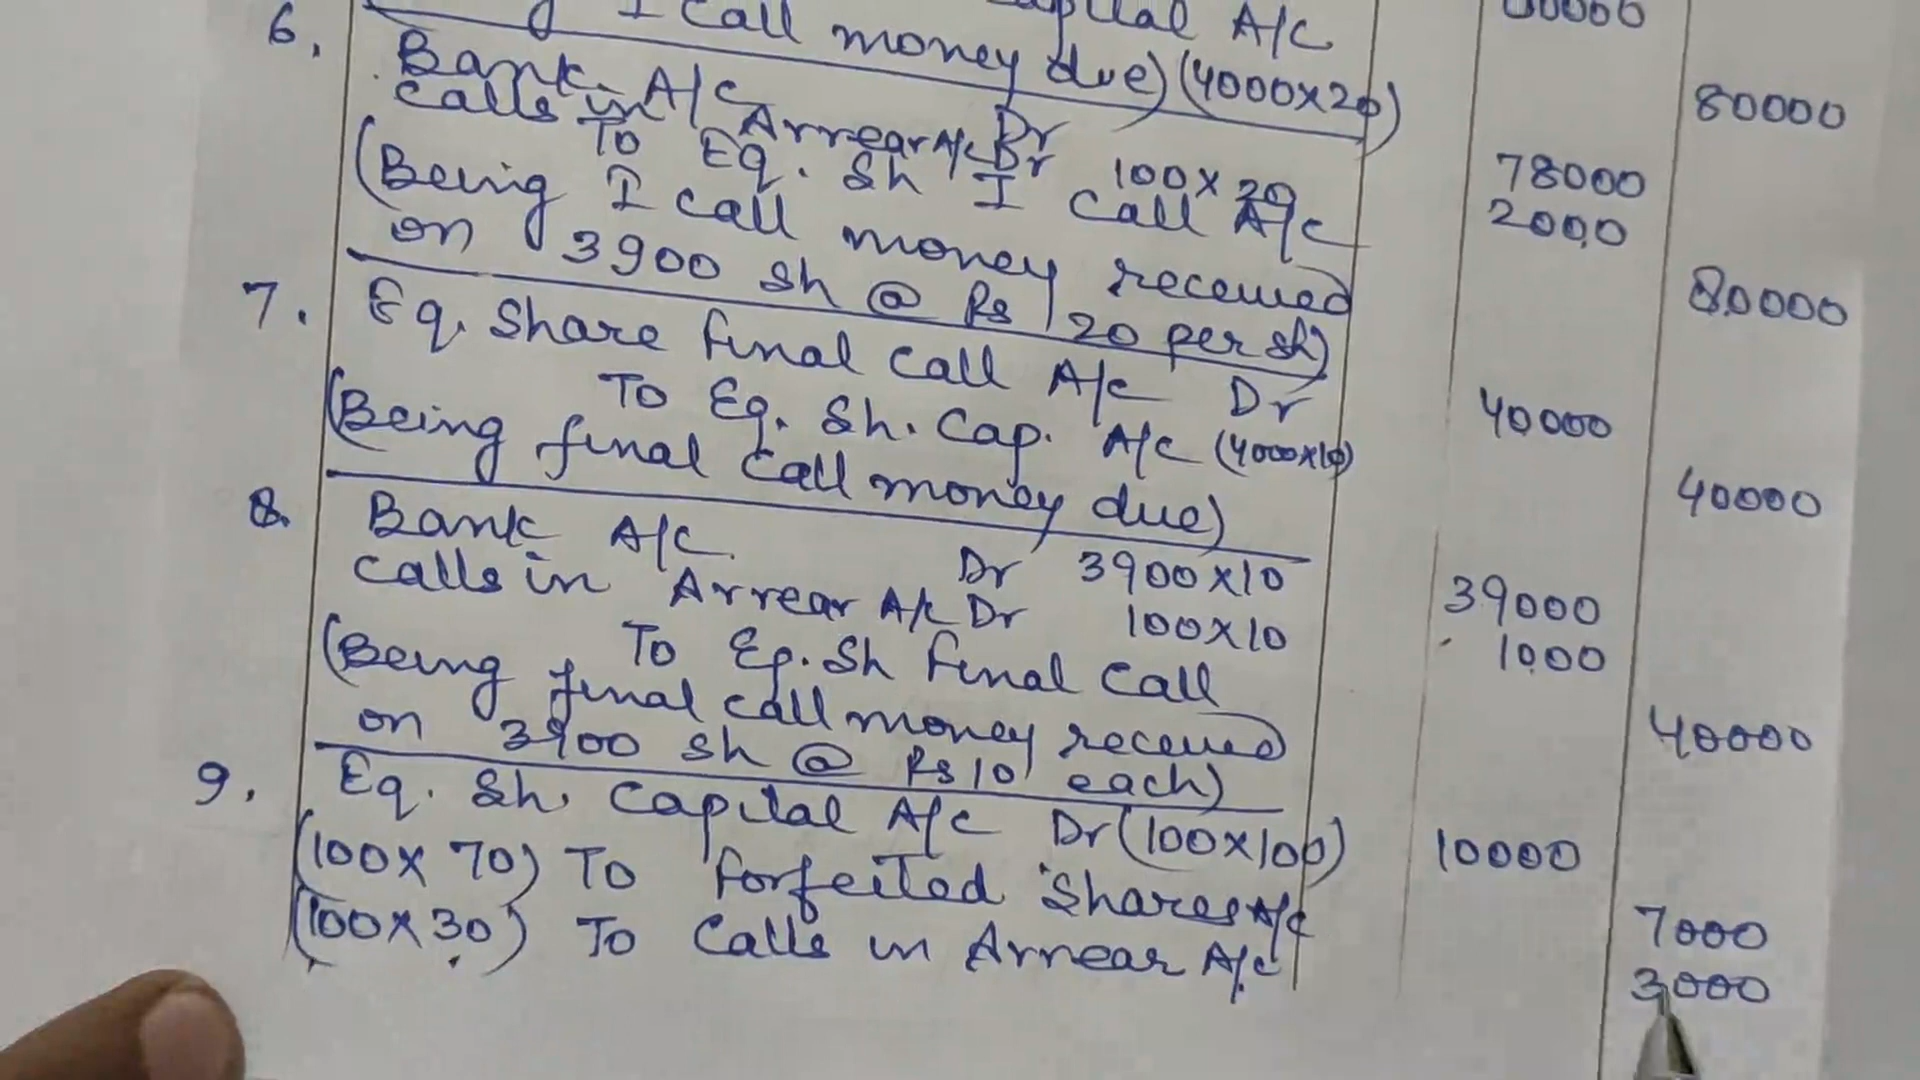 I Call Capital A/C 80000
money due) (4000x20) 80000
6. Bank A/C Dr 78000
Calls in Arrear A/c Dr 100x20 2000
To Eq. Sh I Call A/c 80000
(Being I Call money received
on 3900 Sh @ Rs 20 per sh)
7. Eq. Share final Call A/c Dr 40000
To Eq. Sh. Cap. A/c (4000x10) 40000
(Being final Call money due)
8. Bank A/C Dr 3900x10 39000
Calls in Arrear A/c Dr 100x10 1000
To Eq. Sh final Call 40000
(Being final call money received
on 3900 Sh @ Rs 10 each)
9. Eq. Sh. Capital A/c Dr (100x100) 10000
(100x70) To forfeited Shares A/c 7000
(100x30) To Calls in Arrear A/c 3000